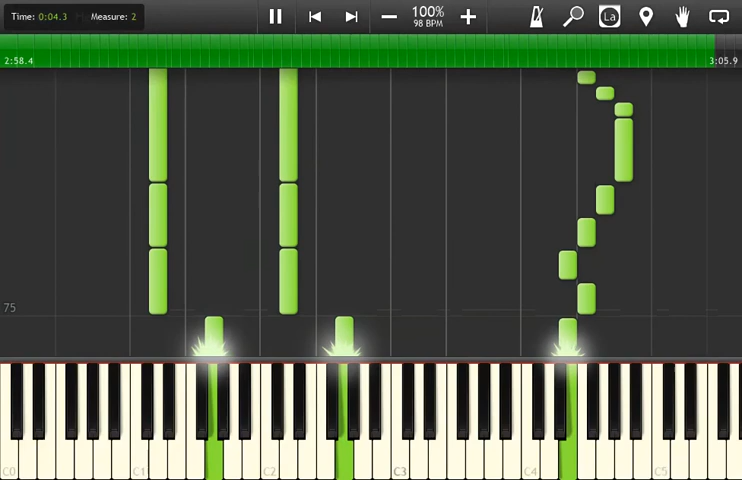 Time: 0:04.3 Measure: 2
100%
98 BPM
La
2:58.4 3:05.9
75
C0 C1 C2 C3 C4 C5